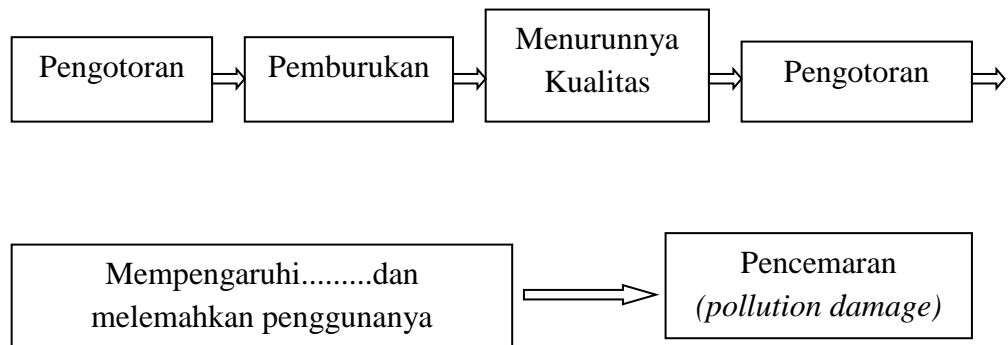 Pengotoran
Pemburukan
Menurunnya
Kualitas
Pengotoran
Mempengaruhi.........dan
melemahkan penggunanya
Pencemaran
(pollution damage)